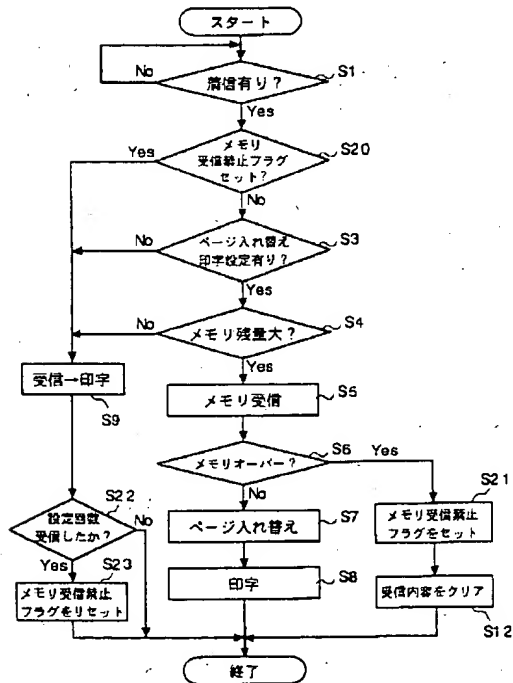 スタート
No
着信有り?
S1
Yes
Yes
メモリ
受信禁止フラグ
セット?
S20
No
No
ページ入れ替え
印字設定有り?
S3
Yes
No
メモリ残量大?
S4
Yes
受信→印字
S9
メモリ受信
S5
メモリオーバー?
S6
Yes
No
S22
設定回数
受信したか?
No
Yes
S23
メモリ受信禁止
フラグをリセット
ページ入れ替え
S7
印字
S8
S21
メモリ受信禁止
フラグをセット
受信内容をクリア
S12
終了